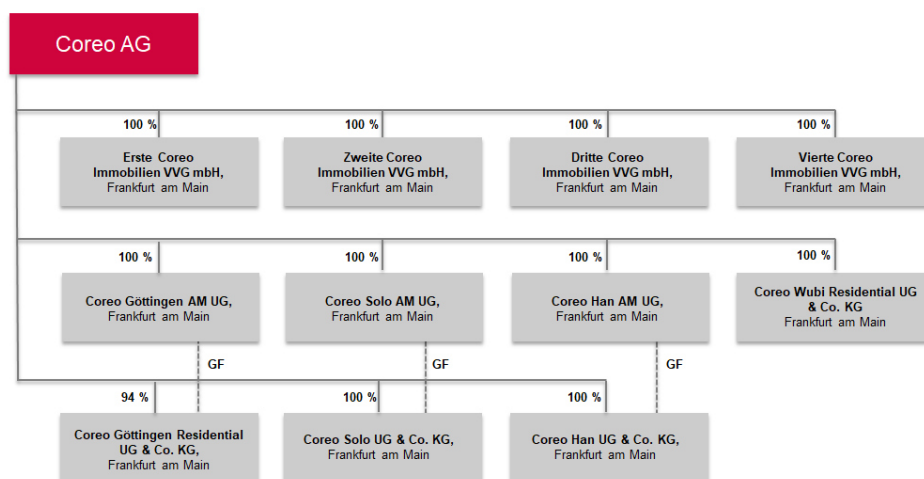 Coreo AG
100 %
100 %
100 %
100 %
Erste Coreo
Immobilien VVG mbH,
Frankfurt am Main
Zweite Coreo
Immobilien VVG mbH,
Frankfurt am Main
Dritte Coreo
Immobilien VVG mbH,
Frankfurt am Main
Vierte Coreo
Immobilien VVG mbH,
Frankfurt am Main
100 %
100 %
100 %
100 %
Coreo Göttingen AM UG,
Frankfurt am Main
Coreo Solo AM UG,
Frankfurt am Main
Coreo Han AM UG,
Frankfurt am Main
Coreo Wubi Residential UG
& Co. KG
Frankfurt am Main
GF
GF
GF
94 %
100 %
100 %
Coreo Göttingen Residential
UG & Co. KG,
Frankfurt am Main
Coreo Solo UG & Co. KG,
Frankfurt am Main
Coreo Han UG & Co. KG,
Frankfurt am Main